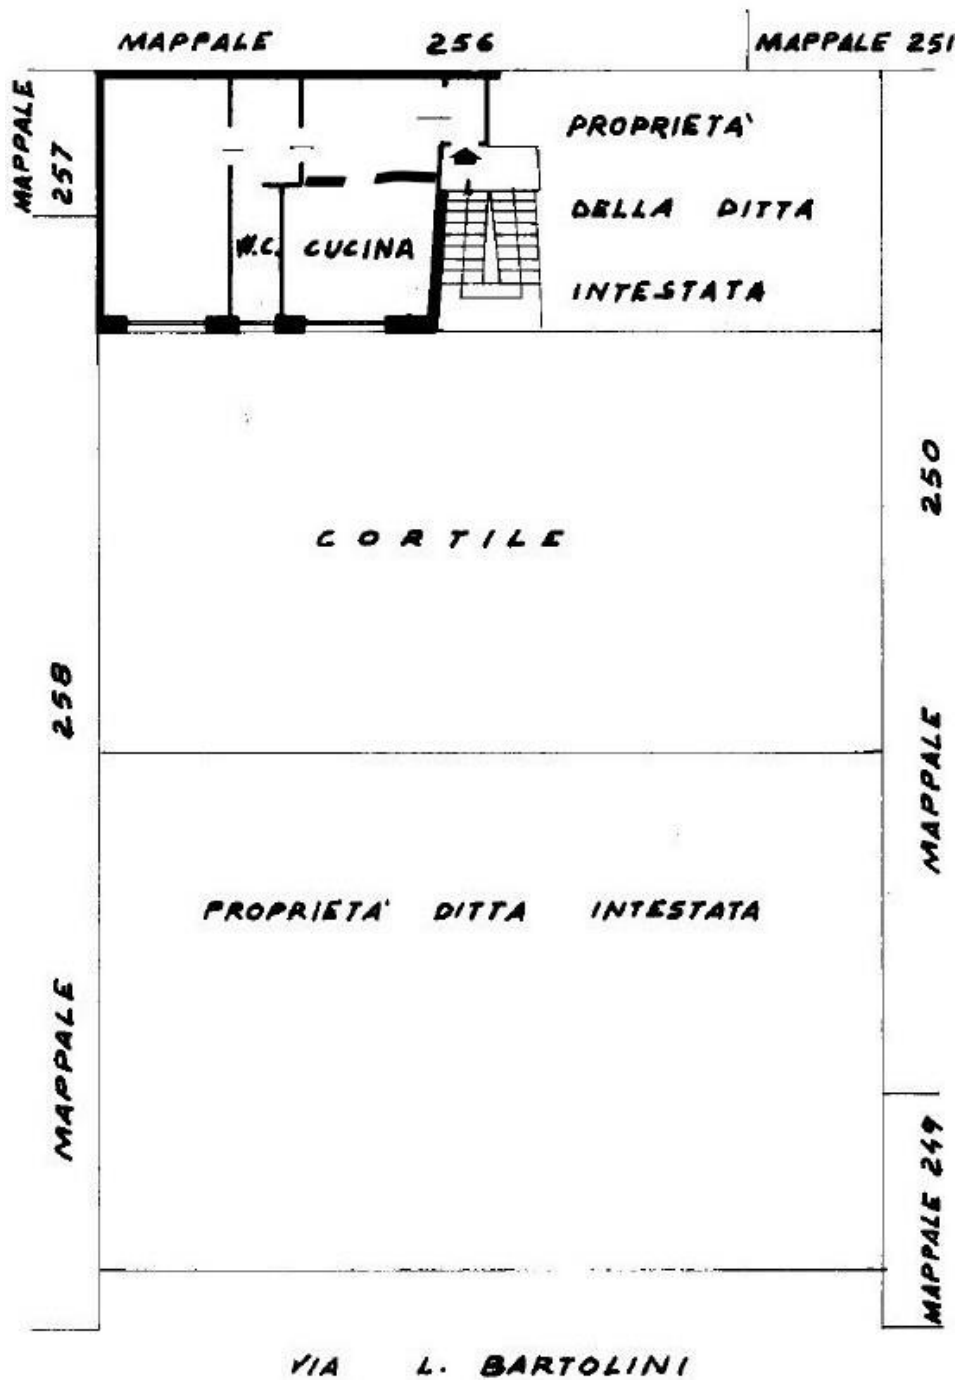 MAPPALE 256
MAPPALE 251
MAPPALE 257
PROPRIETA'
DELLA DITTA
INTESTATA
W.C.
CUCINA
CORTILE
MAPPALE 250
MAPPALE 258
PROPRIETA' DITTA INTESTATA
MAPPALE 249
VIA L. BARTOLINI